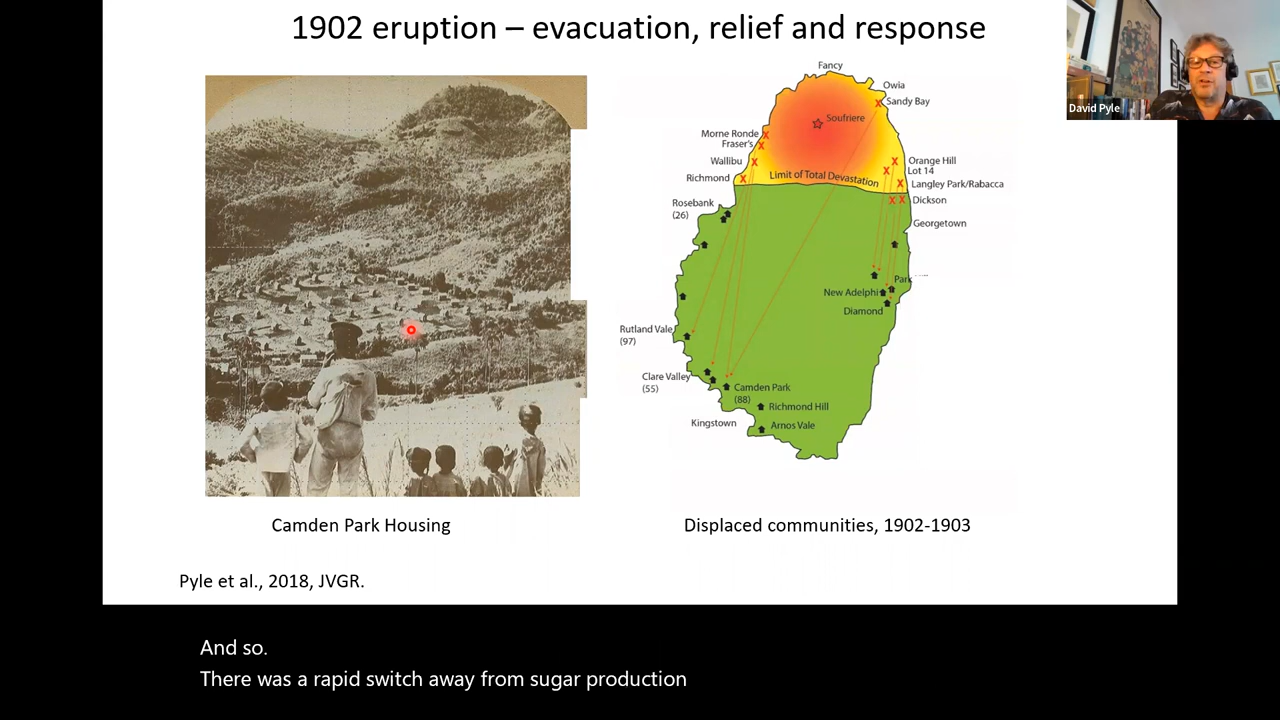 1902 eruption – evacuation, relief and response
David Pyle
Fancy
Owia
Sandy Bay
Soufriere
Morne Ronde
Fraser's
Wallibu
Richmond
Orange Hill
Lot 14
Limit of Total Devastation
Langley Park/Rabacca
Dickson
Rosebank
(26)
Georgetown
Park
New Adelphi
Diamond
Rutland Vale
(97)
Clare Valley
(55)
Camden Park
(88)
Richmond Hill
Kingstown
Arnos Vale
Camden Park Housing
Displaced communities, 1902-1903
Pyle et al., 2018, JVGR.
And so.
There was a rapid switch away from sugar production